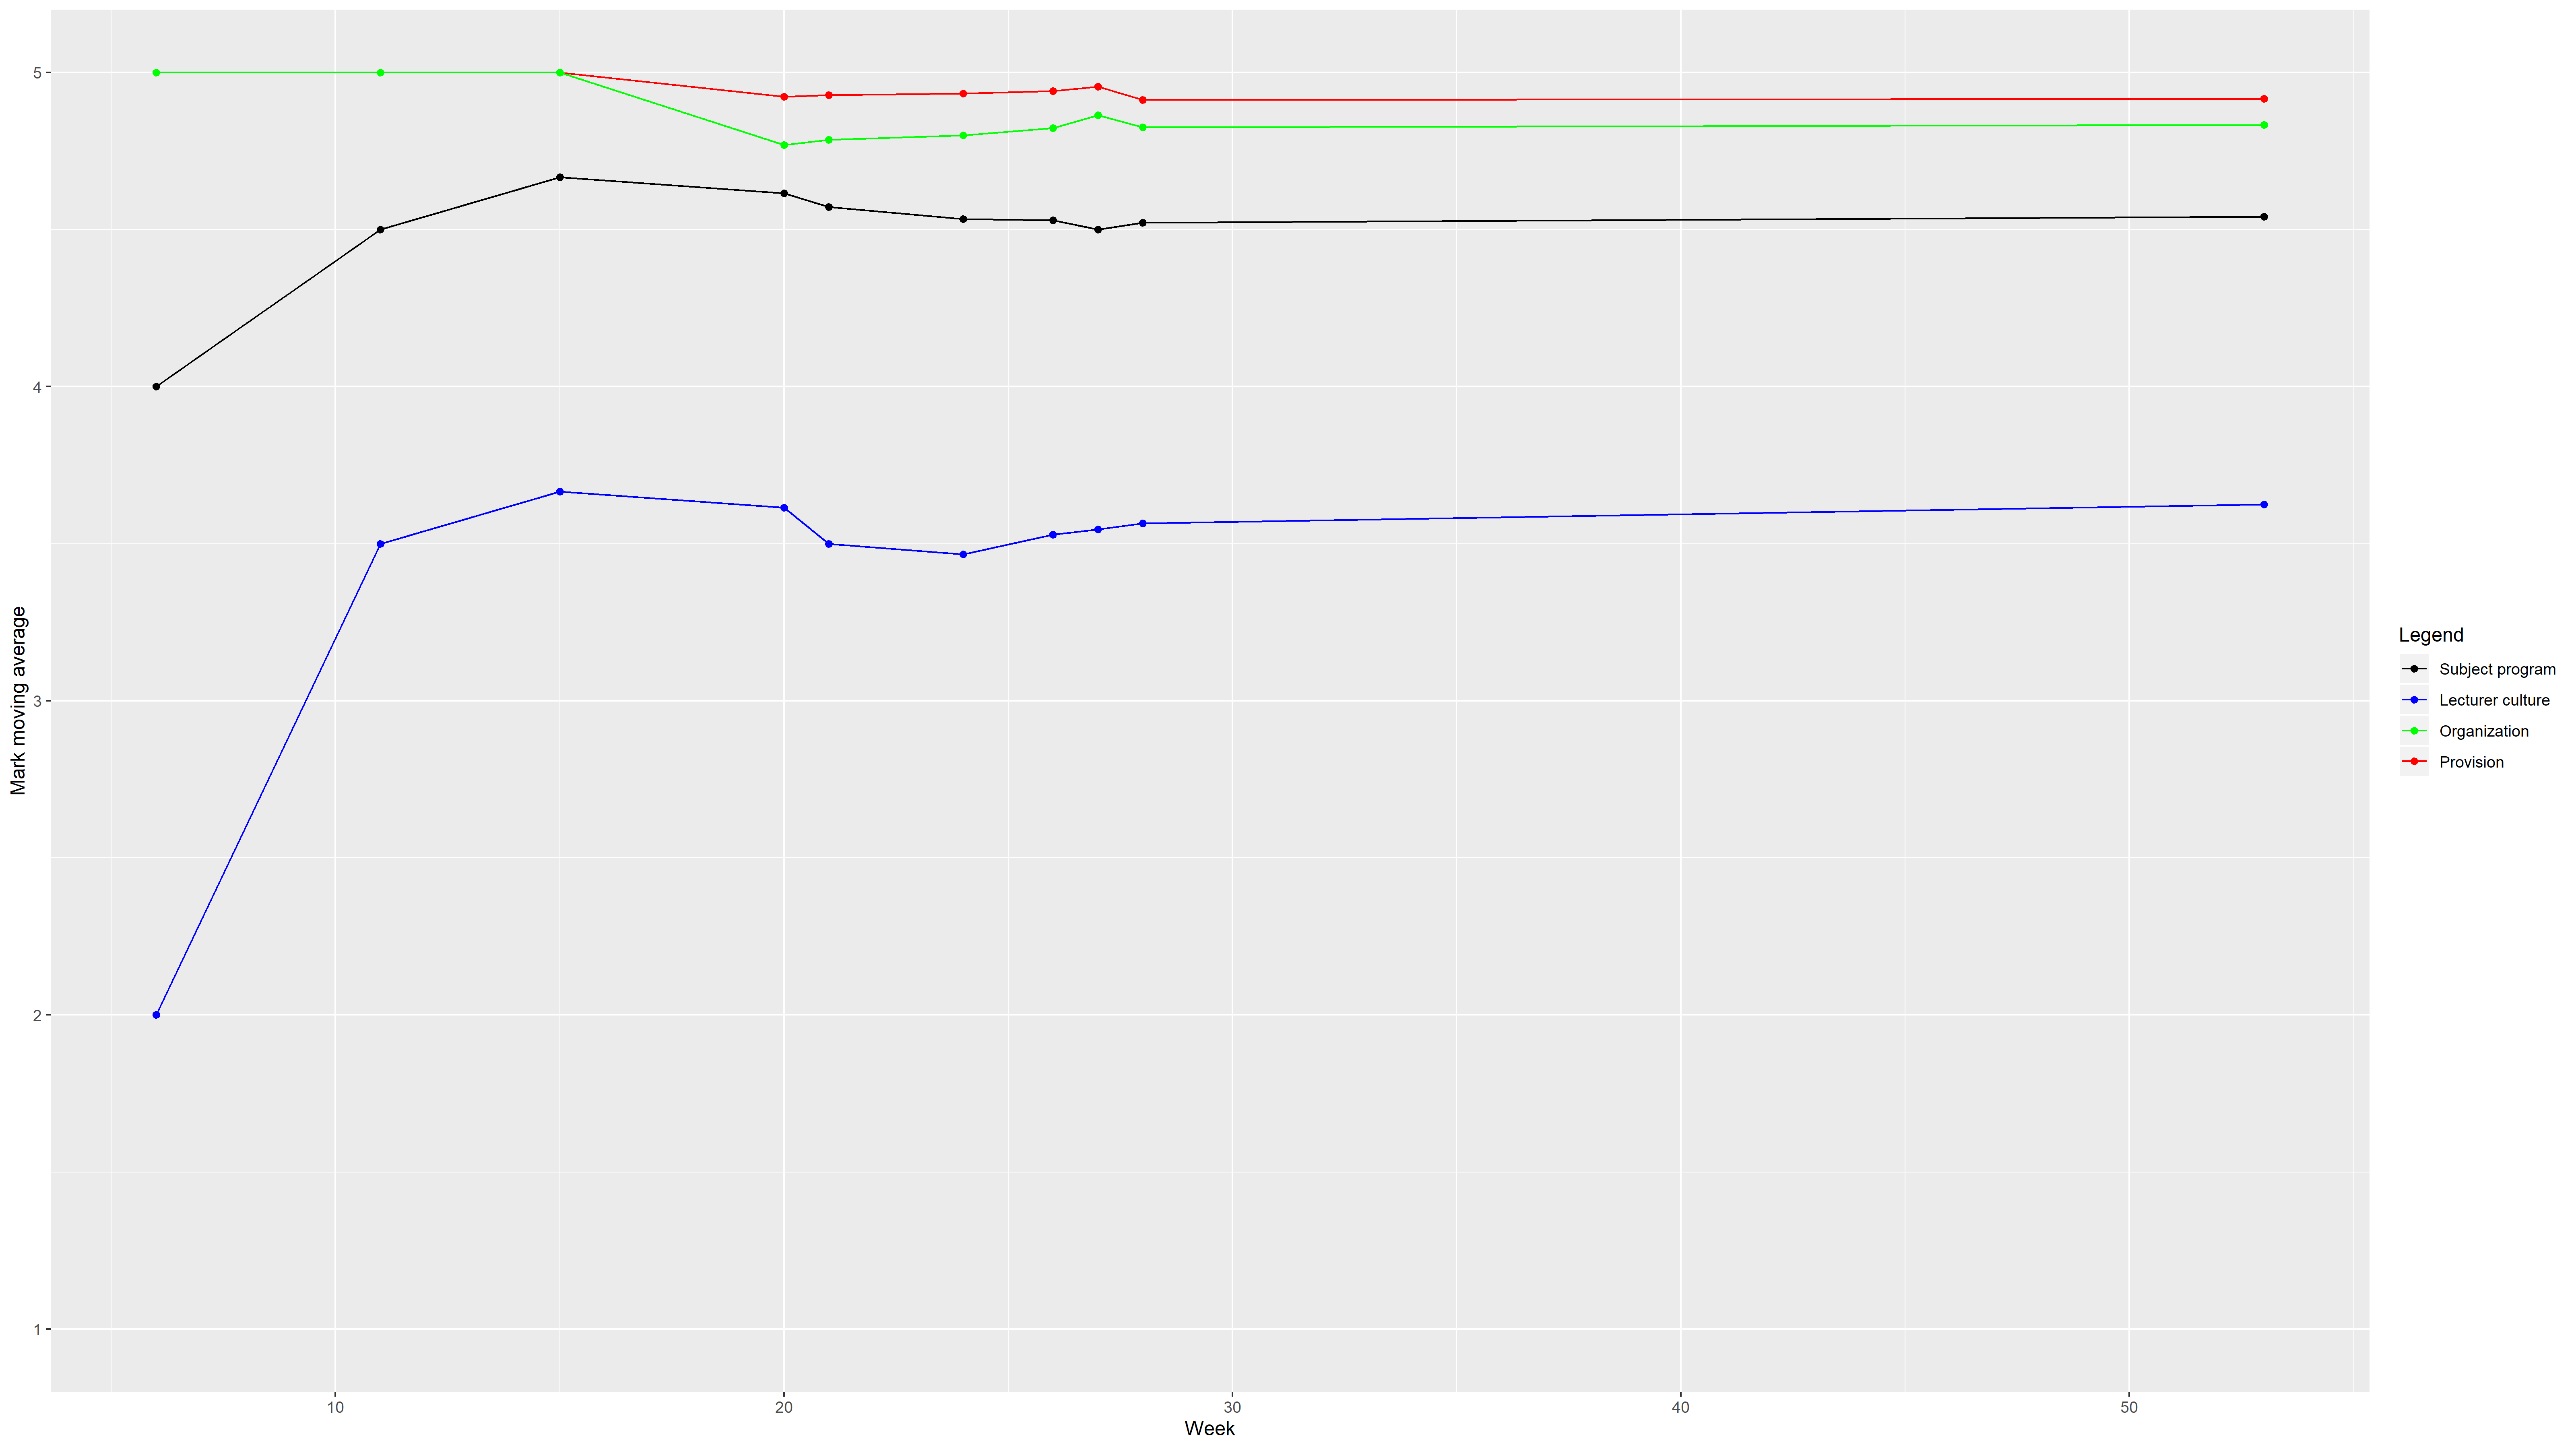 5
4
3
2
1
Mark moving average
10 20 30 40 50
Week
Legend
Subject program
Lecturer culture
Organization
Provision